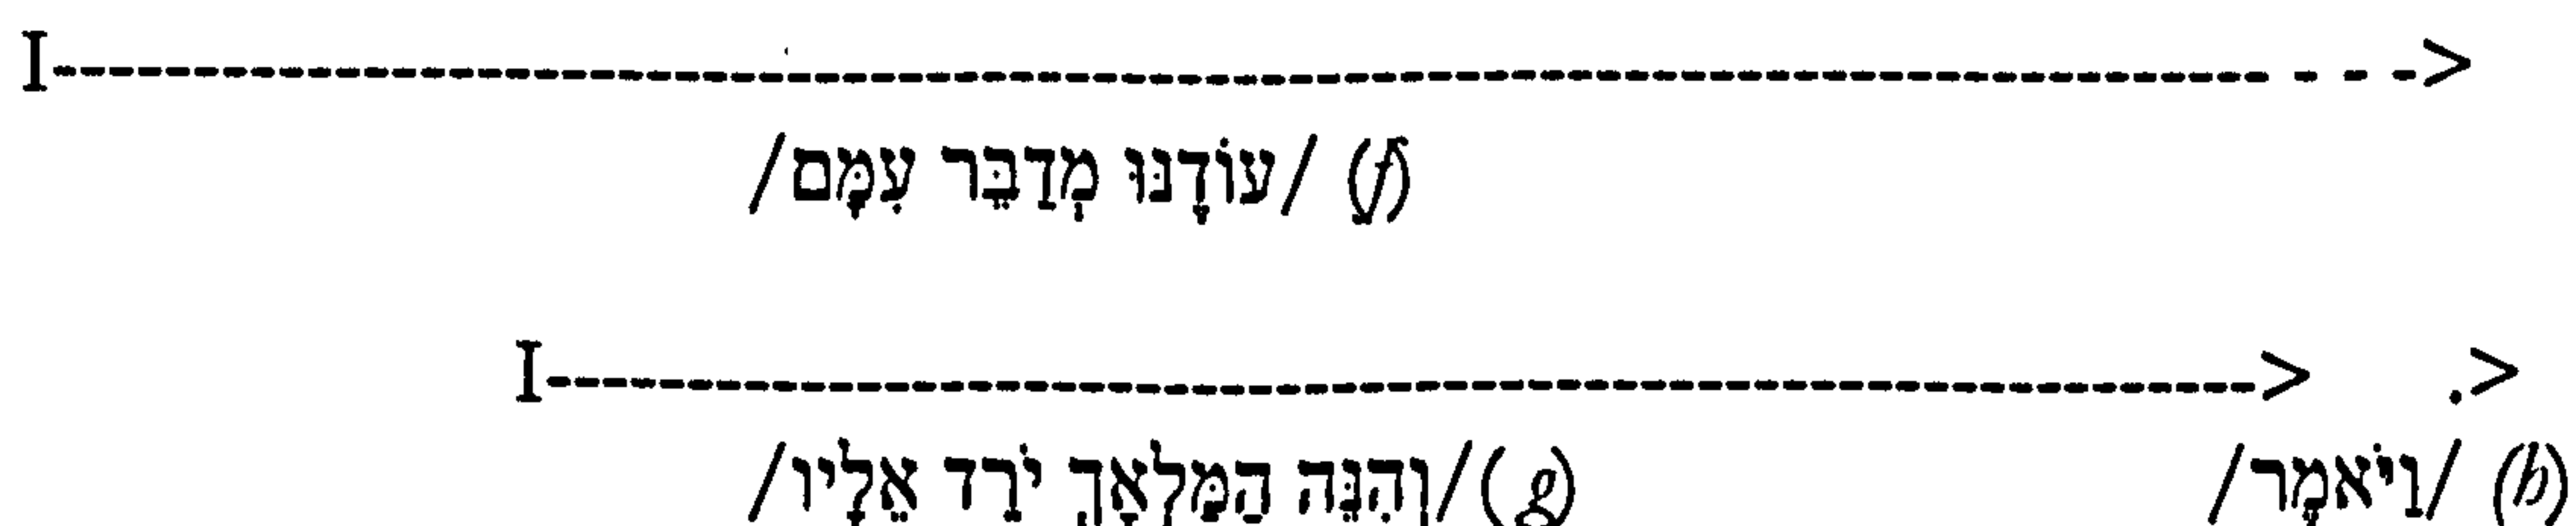 I------------------------------------------------------------------------------- - - ->
(f) /עוֹדָנּוּ מְדַבֵּר עִמָּם/
I-------------------------------------------------------------> .>
(g)/וְהִנֵּה הַמַּלְאָךְ יֹרֵד אֵלָיו/ (h) /וַיֹּאמֶר/